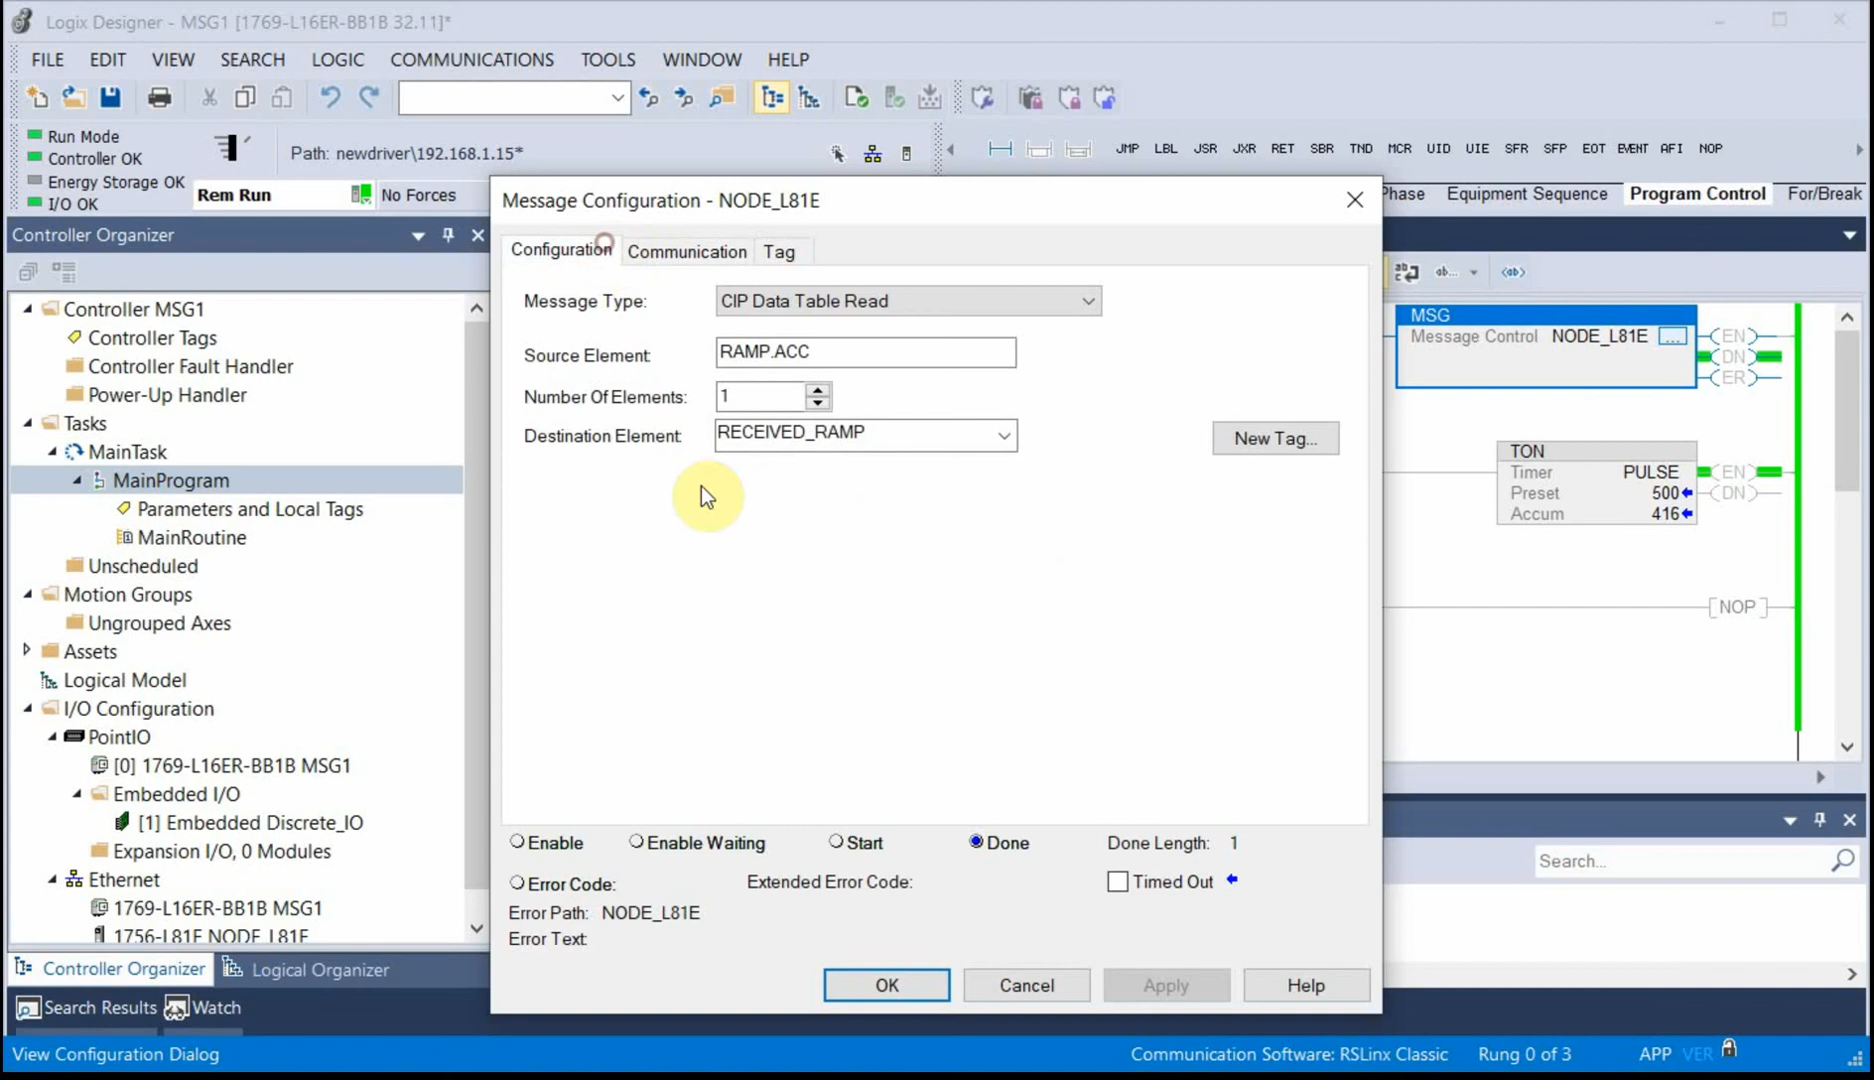 Logix Designer - MSG1 [1769-L16ER-BB1B 32.11]*
FILE EDIT VIEW SEARCH LOGIC COMMUNICATIONS TOOLS WINDOW HELP
Run Mode
Controller OK
Energy Storage OK
I/O OK
Path: newdriver\192.168.1.15*
Rem Run
No Forces
JMP LBL JSR JXR RET SBR TND MCR UID UIE SFR SFP EOT EVENT AFI NOP
Phase Equipment Sequence Program Control For/Break
Controller Organizer
Controller MSG1
Controller Tags
Controller Fault Handler
Power-Up Handler
Tasks
MainTask
MainProgram
Parameters and Local Tags
MainRoutine
Unscheduled
Motion Groups
Ungrouped Axes
Assets
Logical Model
I/O Configuration
PointIO
[0] 1769-L16ER-BB1B MSG1
Embedded I/O
[1] Embedded Discrete_IO
Expansion I/O, 0 Modules
Ethernet
1769-L16ER-BB1B MSG1
1756-L81E NODE_L81E
Controller Organizer
Logical Organizer
Search Results
Watch
Message Configuration - NODE_L81E
Configuration Communication Tag
Message Type: CIP Data Table Read
Source Element: RAMP.ACC
Number Of Elements: 1
Destination Element: RECEIVED_RAMP
New Tag...
Enable Enable Waiting Start Done Done Length: 1
Error Code: Extended Error Code: Timed Out
Error Path: NODE_L81E
Error Text:
OK Cancel Apply Help
MSG
Message Control NODE_L81E ...
EN
DN
ER
TON
Timer PULSE
Preset 500
Accum 416
EN
DN
NOP
Search...
View Configuration Dialog
Communication Software: RSLinx Classic
Rung 0 of 3
APP VER